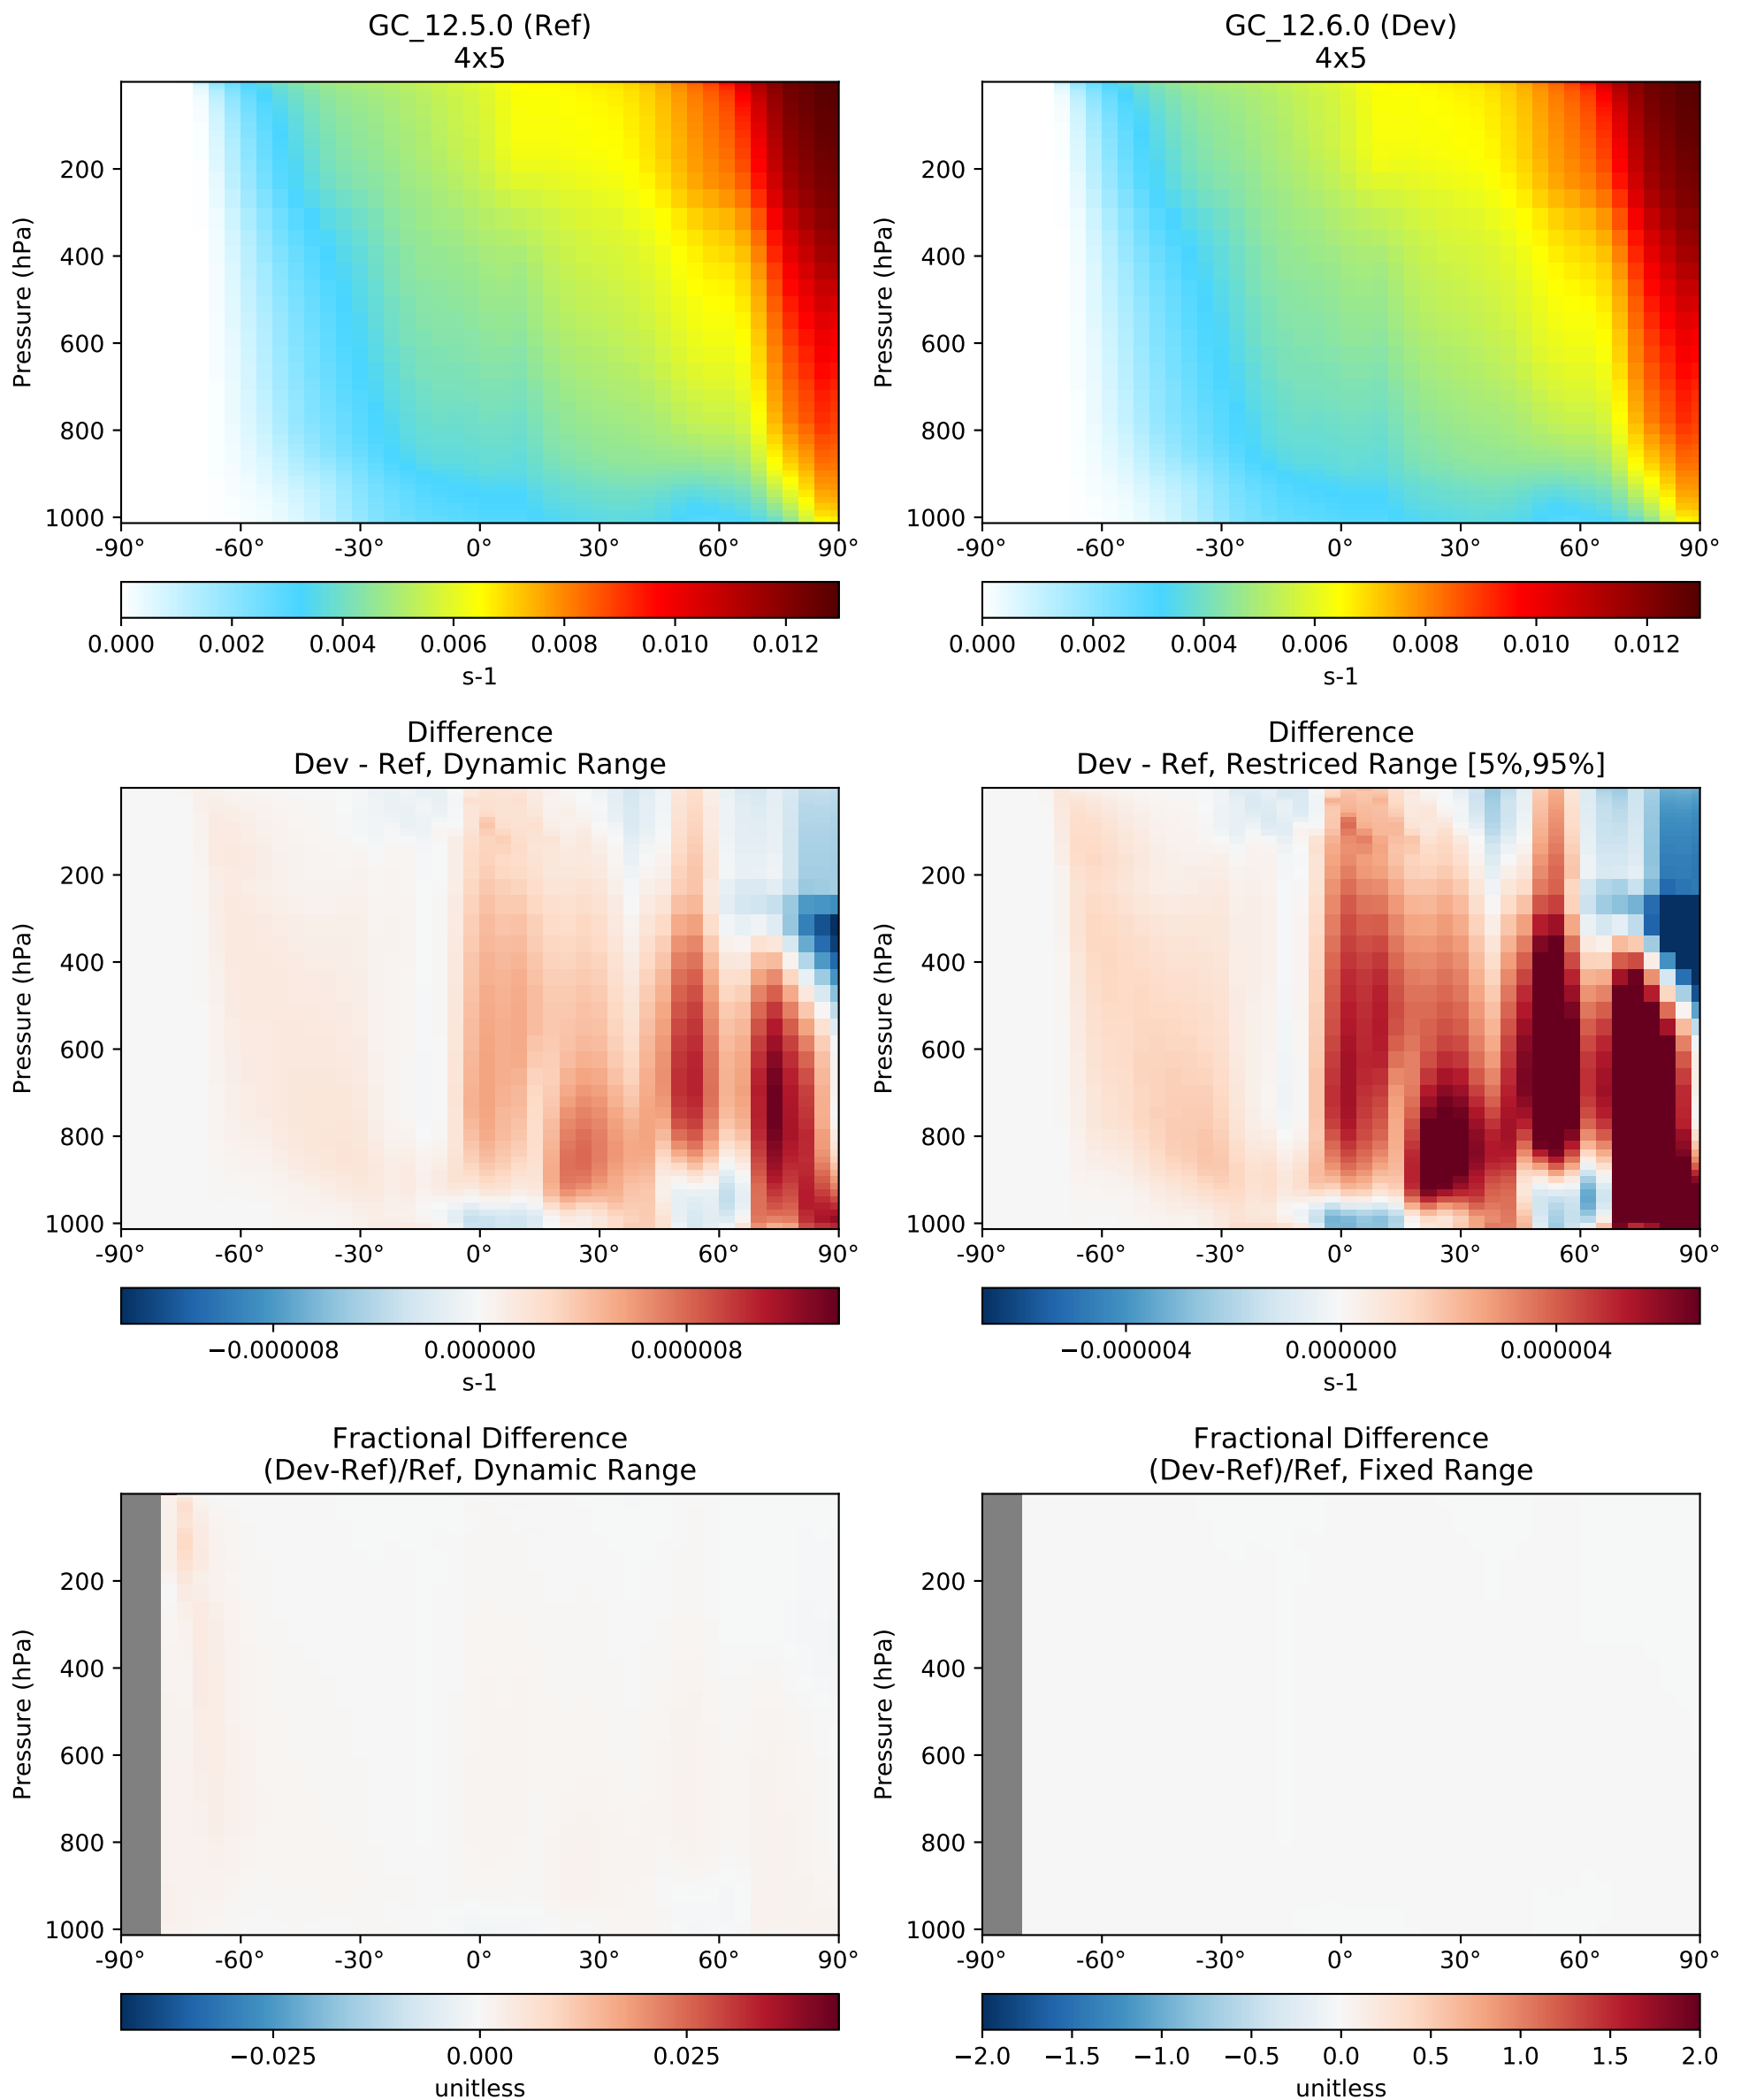 GC_12.5.0 (Ref)
4x5
GC_12.6.0 (Dev)
4x5
Pressure (hPa)
200
400
600
800
1000
-90° -60° -30° 0° 30° 60° 90°
0.000 0.002 0.004 0.006 0.008 0.010 0.012
s-1
Pressure (hPa)
200
400
600
800
1000
-90° -60° -30° 0° 30° 60° 90°
0.000 0.002 0.004 0.006 0.008 0.010 0.012
s-1
Difference
Dev - Ref, Dynamic Range
Pressure (hPa)
200
400
600
800
1000
-90° -60° -30° 0° 30° 60° 90°
−0.000008 0.000000 0.000008
s-1
Difference
Dev - Ref, Restriced Range [5%,95%]
Pressure (hPa)
200
400
600
800
1000
-90° -60° -30° 0° 30° 60° 90°
−0.000004 0.000000 0.000004
s-1
Fractional Difference
(Dev-Ref)/Ref, Dynamic Range
Pressure (hPa)
200
400
600
800
1000
-90° -60° -30° 0° 30° 60° 90°
−0.025 0.000 0.025
unitless
Fractional Difference
(Dev-Ref)/Ref, Fixed Range
Pressure (hPa)
200
400
600
800
1000
-90° -60° -30° 0° 30° 60° 90°
−2.0 −1.5 −1.0 −0.5 0.0 0.5 1.0 1.5 2.0
unitless